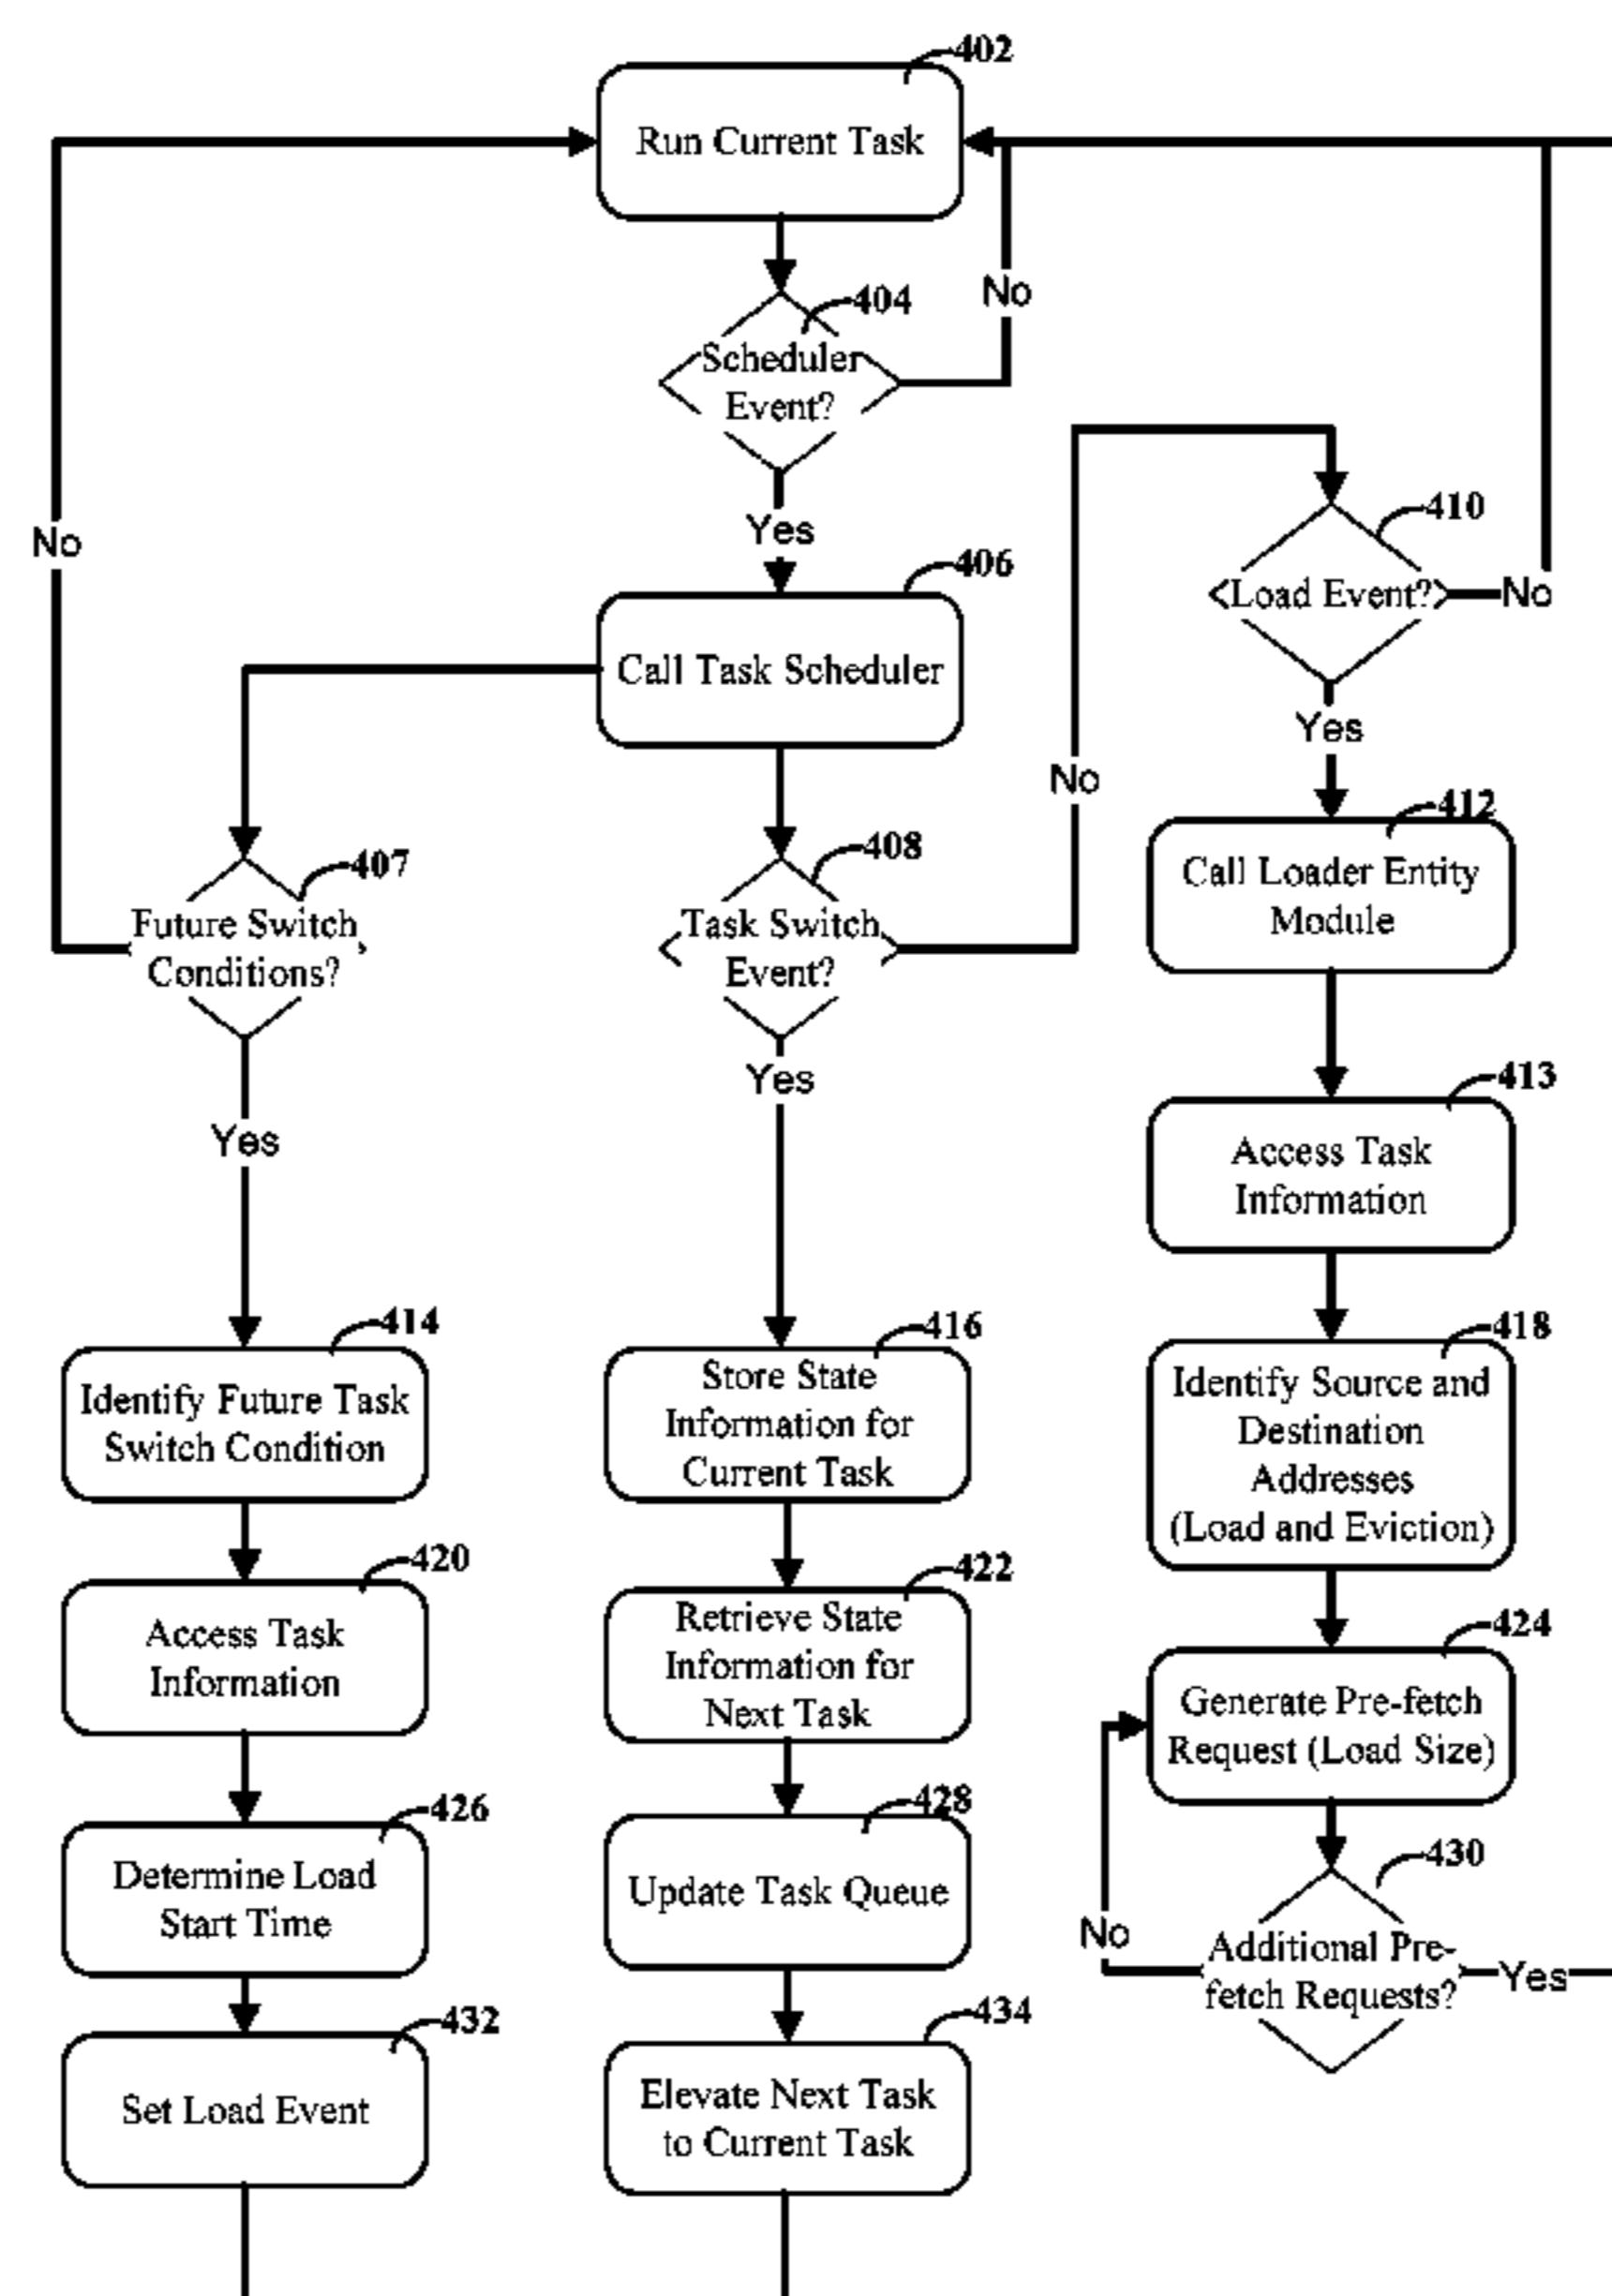 402
Run Current Task
No
404
Scheduler
Event?
Yes
406
Call Task Scheduler
No
407
Future Switch
Conditions?
Yes
408
Task Switch
Event?
Yes
No
410
Load Event?
No
Yes
412
Call Loader Entity
Module
413
Access Task
Information
414
Identify Future Task
Switch Condition
416
Store State
Information for
Current Task
418
Identify Source and
Destination
Addresses
(Load and Eviction)
420
Access Task
Information
422
Retrieve State
Information for
Next Task
424
Generate Pre-fetch
Request (Load Size)
426
Determine Load
Start Time
428
Update Task Queue
430
Additional Pre-
fetch Requests?
No
Yes
432
Set Load Event
434
Elevate Next Task
to Current Task